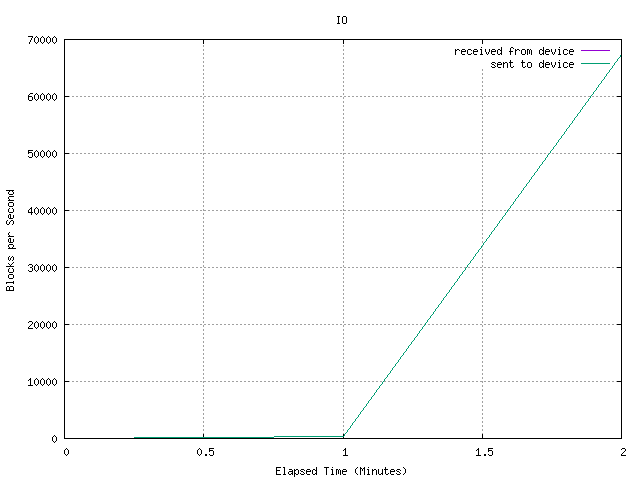 IO
70000
60000
50000
40000
30000
20000
10000
0
received from device
sent to device
Blocks per Second
0 0.5 1 1.5 2
Elapsed Time (Minutes)